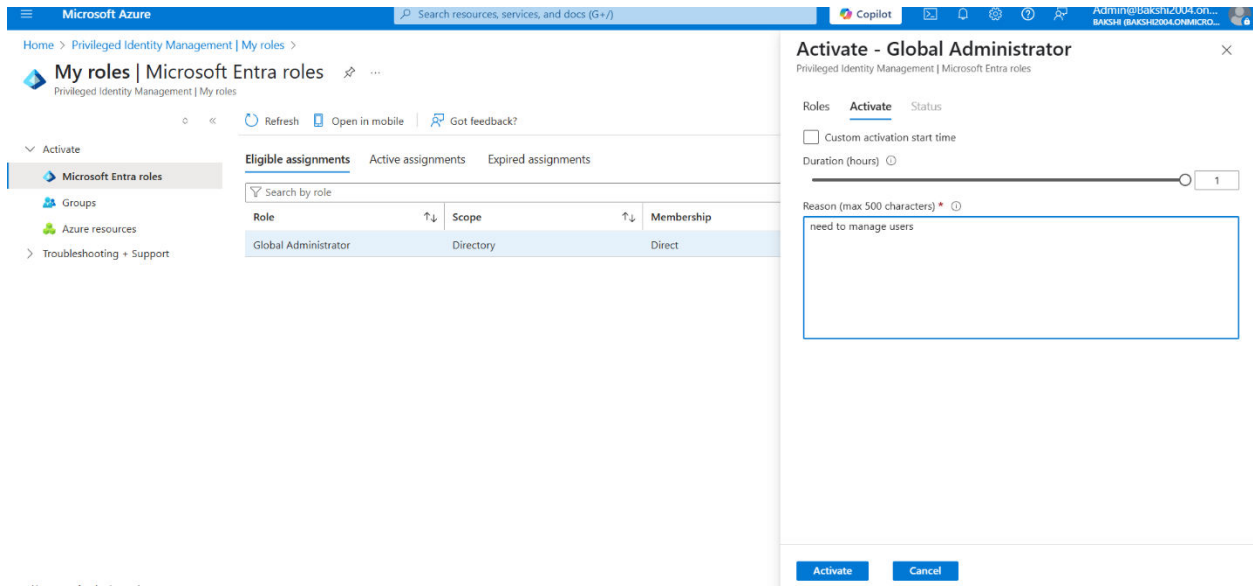 Microsoft Azure
Search resources, services, and docs (G+/)
Copilot
Admin@Bakshi2004.on...
BAKSHI (BAKSHI2004.ONMICRO...
Home > Privileged Identity Management | My roles >
My roles | Microsoft Entra roles
Privileged Identity Management | My roles
Refresh Open in mobile Got feedback?
Activate
Microsoft Entra roles
Groups
Azure resources
Troubleshooting + Support
Eligible assignments Active assignments Expired assignments
Search by role
Role Scope Membership
Global Administrator Directory Direct
Activate - Global Administrator
Privileged Identity Management | Microsoft Entra roles
Roles Activate Status
Custom activation start time
Duration (hours)
1
Reason (max 500 characters) *
need to manage users
Activate Cancel